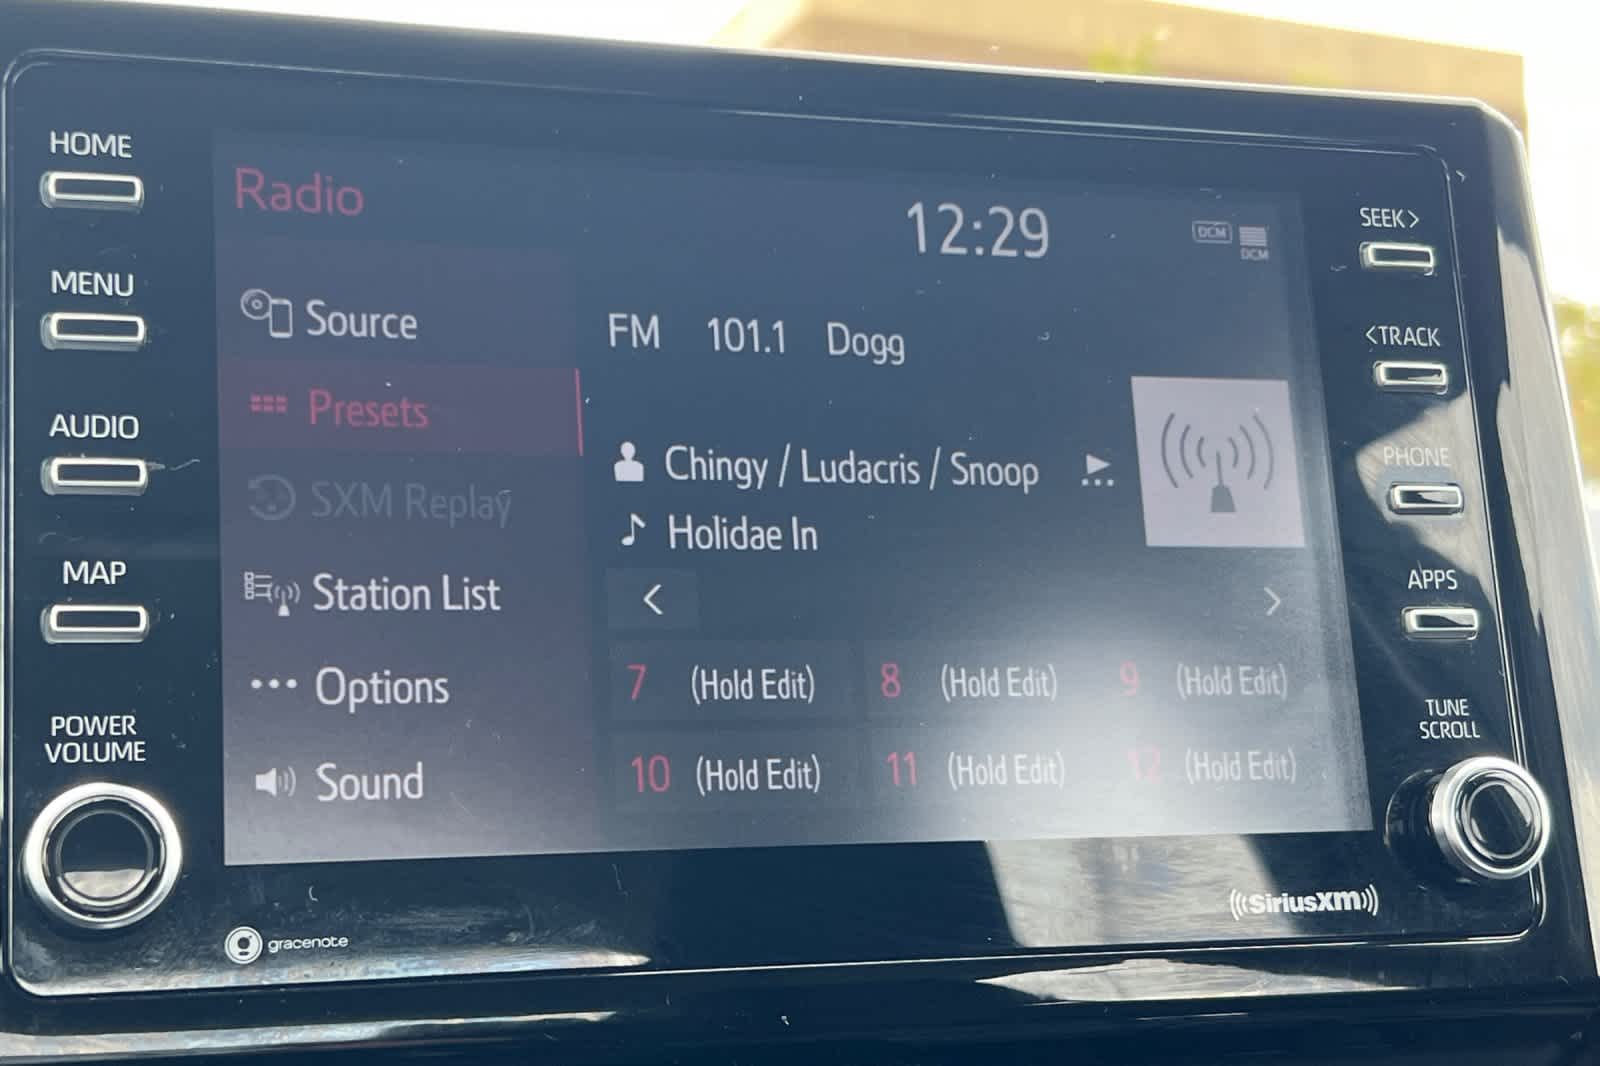 HOME
MENU
AUDIO
MAP
POWER
VOLUME
Radio
12:29
DCM
DCM
Source
Presets
SXM Replay
Station List
Options
Sound
FM 101.1 Dogg
Chingy / Ludacris / Snoop
Holidae In
<
>
7 (Hold Edit)
8 (Hold Edit)
9 (Hold Edit)
10 (Hold Edit)
11 (Hold Edit)
12 (Hold Edit)
SEEK>
<TRACK
PHONE
APPS
TUNE
SCROLL
gracenote
SiriusXM